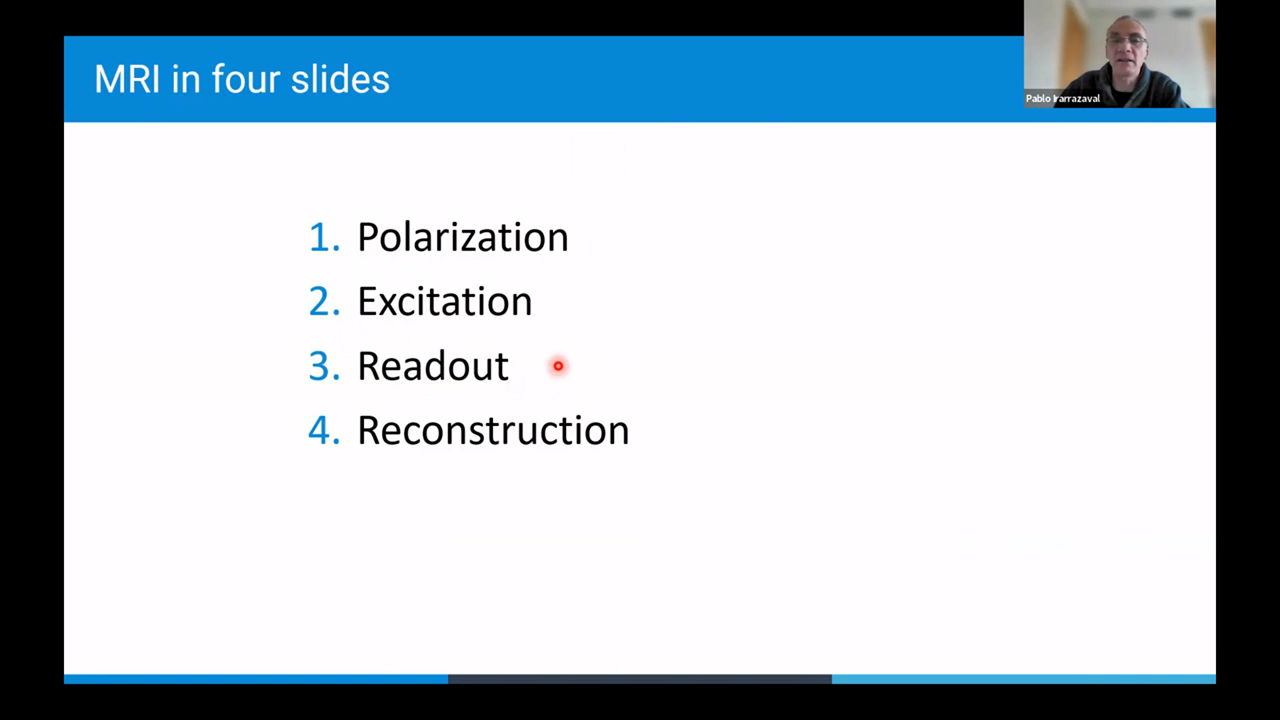 MRI in four slides
Pablo Irarrazaval
1. Polarization
2. Excitation
3. Readout
4. Reconstruction